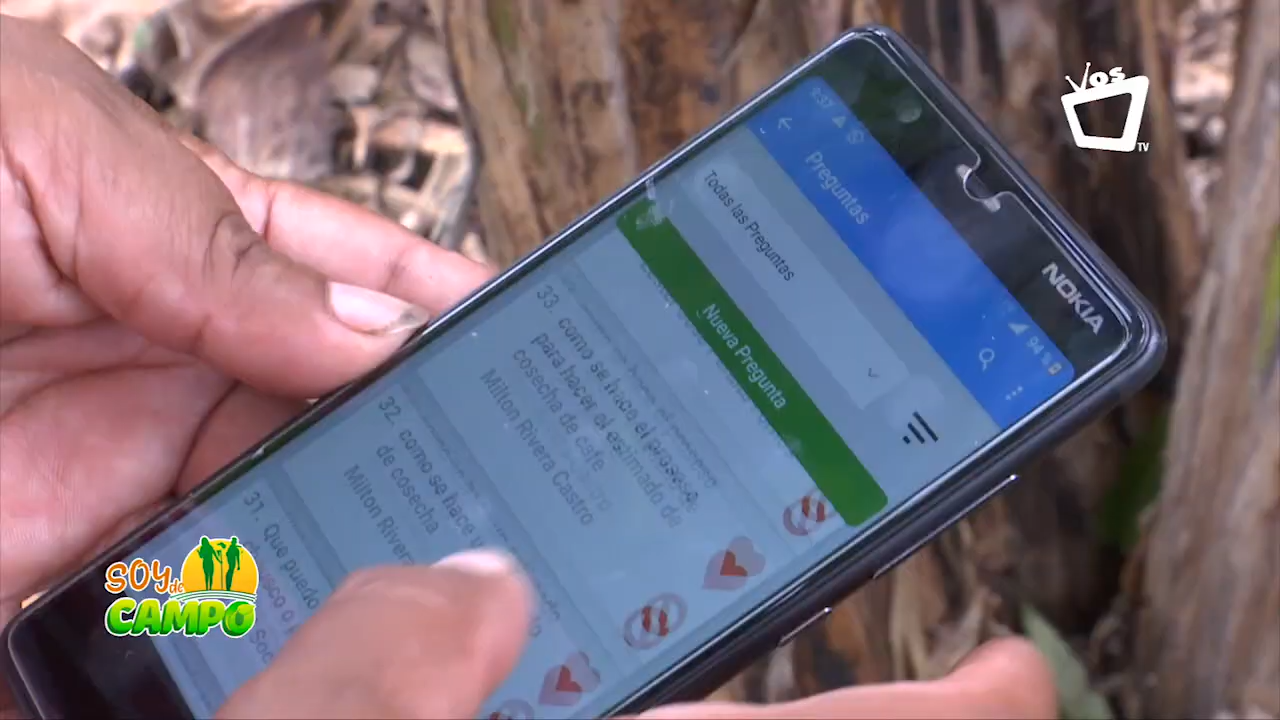 VOS
TV
NOKIA
94 %
Preguntas
Todas las Preguntas
Nueva Pregunta
33. como se hace el proceso
para hacer el estimado de
cosecha de cafe
Milton Rivera Castro
32. como se hace
de cosecha
Milton Rivera
31. Que puedo
SOY de
CAMPO